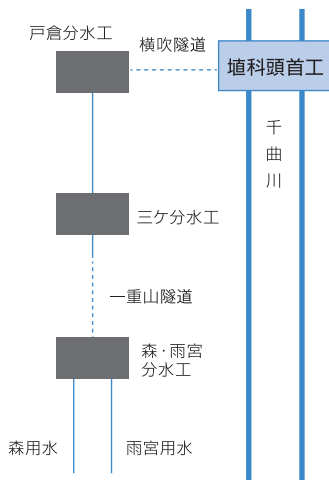 戸倉分水工
横吹隧道
埴科頭首工
千曲川
三ケ分水工
一重山隧道
森・雨宮
分水工
森用水
雨宮用水